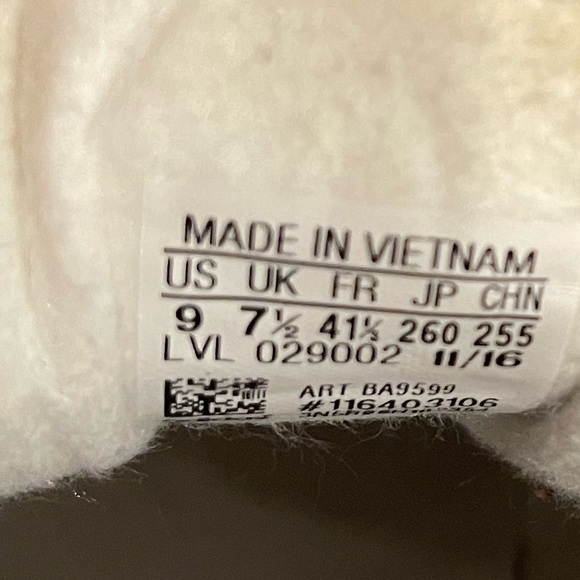 MADE IN VIETNAM
US UK FR JP CHN
9 7½ 41⅓ 260 255
LVL 029002 11/16
ART BA9599
#116403106